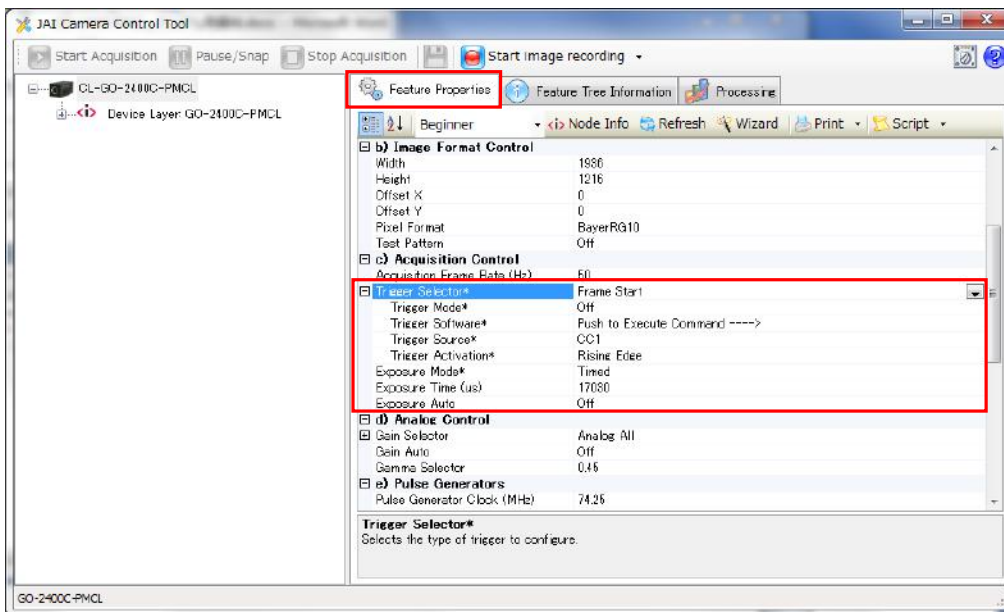 JAI Camera Control Tool
Start Acquisition Pause/Snap Stop Acquisition Start Image recording
CL-GO-2400C-PMCL
Device Layer: GO-2400C-PMCL
Feature Properties Feature Tree Information Processing
Beginner <i> Node Info Refresh Wizard Print Script
b) Image Format Control
Width 1936
Height 1216
Offset X 0
Offset Y 0
Pixel Format BayerRG10
Test Pattern Off
c) Acquisition Control
Acquisition Frame Rate (Hz) 60
Trigger Selector* Frame Start
Trigger Mode* Off
Trigger Software* Push to Execute Command ---->
Trigger Source* CC1
Trigger Activation* Rising Edge
Exposure Mode* Timed
Exposure Time (us) 17030
Exposure Auto Off
d) Analog Control
Gain Selector Analog All
Gain Auto Off
Gamma Selector 0.45
e) Pulse Generators
Pulse Generator Clock (MHz) 74.25
Trigger Selector*
Selects the type of trigger to configure.
GO-2400C-PMCL